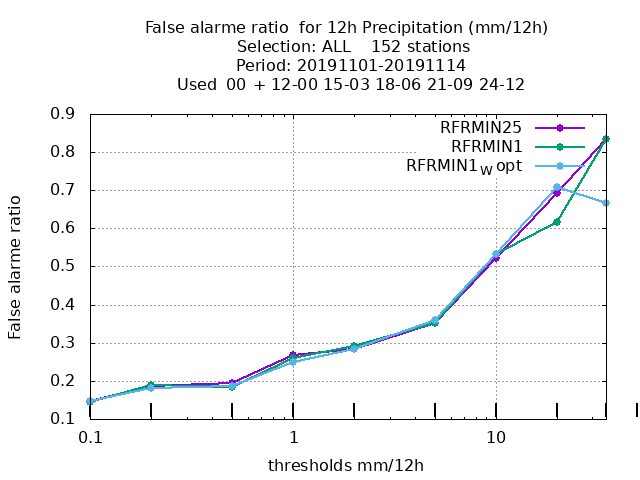 False alarme ratio  for 12h Precipitation (mm/12h)
Selection: ALL    152 stations
Period: 20191101-20191114
Used  00 + 12-00 15-03 18-06 21-09 24-12
RFRMIN25
RFRMIN1
RFRMIN1_W opt
False alarme ratio
0.9
0.8
0.7
0.6
0.5
0.4
0.3
0.2
0.1
0.1 1 10
thresholds mm/12h